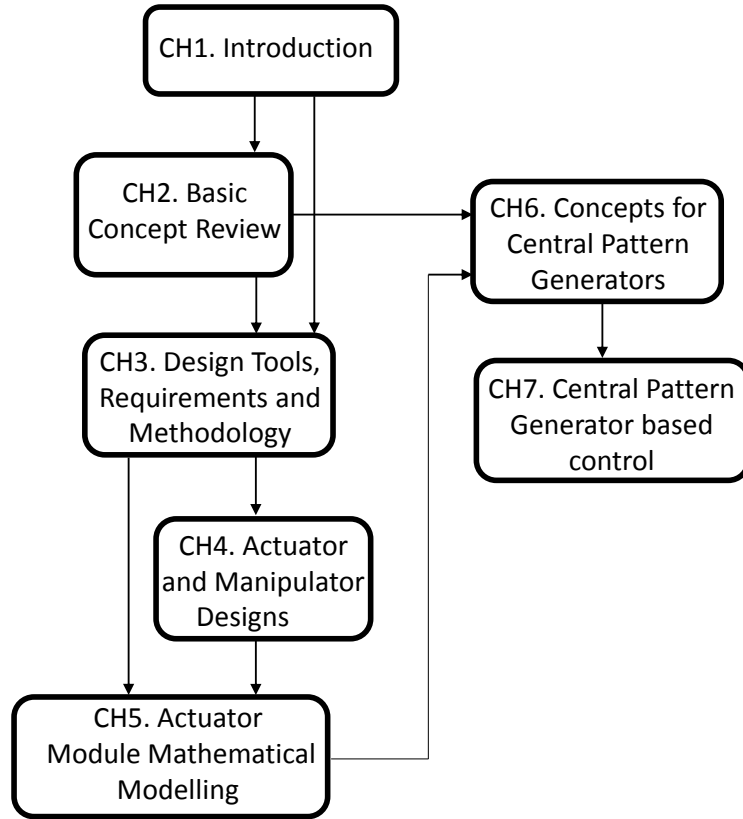 CH1. Introduction
CH2. Basic
Concept Review
CH3. Design Tools,
Requirements and
Methodology
CH4. Actuator
and Manipulator
Designs
CH5. Actuator
Module Mathematical
Modelling
CH6. Concepts for
Central Pattern
Generators
CH7. Central Pattern
Generator based
control